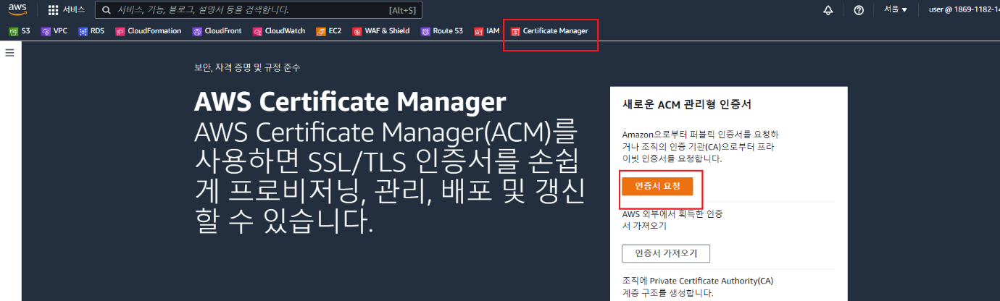 aws 서비스 서비스, 기능, 블로그, 설명서 등을 검색합니다. [Alt+S] 서울 ▼ user @ 1869-1182-14
S3 VPC RDS CloudFormation CloudFront CloudWatch EC2 WAF & Shield Route 53 IAM Certificate Manager
보안, 자격 증명 및 규정 준수
AWS Certificate Manager
AWS Certificate Manager(ACM)를
사용하면 SSL/TLS 인증서를 손쉽
게 프로비저닝, 관리, 배포 및 갱신
할 수 있습니다.
새로운 ACM 관리형 인증서
Amazon으로부터 퍼블릭 인증서를 요청하
거나 조직의 인증 기관(CA)으로부터 프라
이빗 인증서를 요청합니다.
인증서 요청
AWS 외부에서 획득한 인증
서 가져오기
인증서 가져오기
조직에 Private Certificate Authority(CA)
계층 구조를 생성합니다.